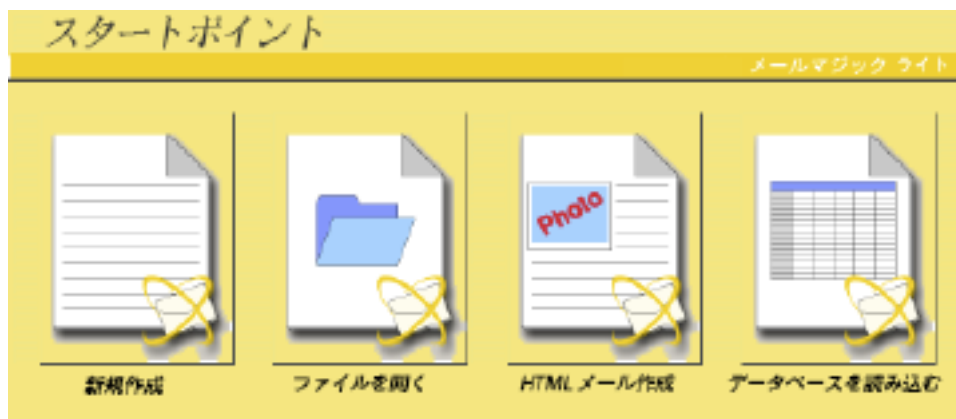 スタートポイント
メールマジック ライト
Photo
新規作成
ファイルを開く
HTML メール作成
データベースを読み込む